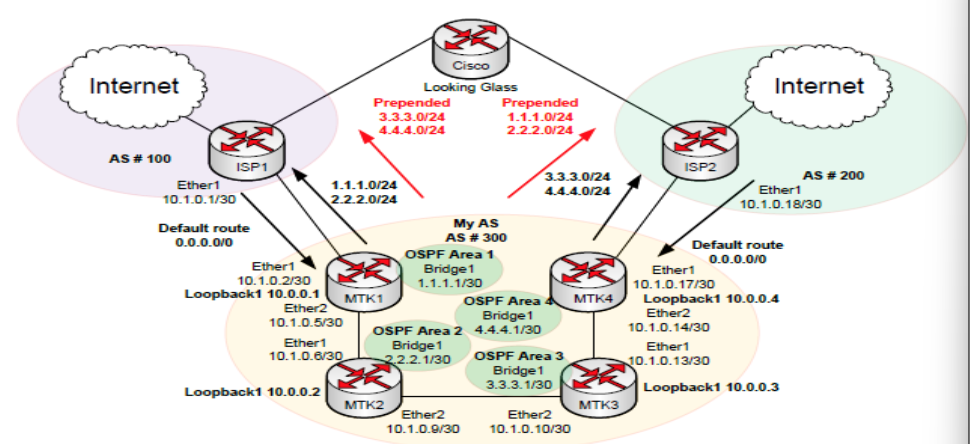 Cisco
Looking Glass
Internet
Internet
Prepended
3.3.3.0/24
4.4.4.0/24
Prepended
1.1.1.0/24
2.2.2.0/24
AS # 100
ISP1
ISP2
AS # 200
Ether1
10.1.0.1/30
1.1.1.0/24
2.2.2.0/24
3.3.3.0/24
4.4.4.0/24
Ether1
10.1.0.18/30
Default route
0.0.0.0/0
My AS
AS # 300
Default route
0.0.0.0/0
OSPF Area 1
Bridge1
1.1.1.1/30
Ether1
10.1.0.2/30
MTK1
Loopback1 10.0.0.1
Ether2
10.1.0.5/30
Ether1
10.1.0.17/30
MTK4
Loopback1 10.0.0.4
Ether2
10.1.0.14/30
OSPF Area 4
Bridge1
4.4.4.1/30
OSPF Area 2
Bridge1
2.2.2.1/30
OSPF Area 3
Bridge1
3.3.3.1/30
Ether1
10.1.0.6/30
Ether1
10.1.0.13/30
Loopback1 10.0.0.2
MTK2
MTK3
Loopback1 10.0.0.3
Ether2
10.1.0.9/30
Ether2
10.1.0.10/30